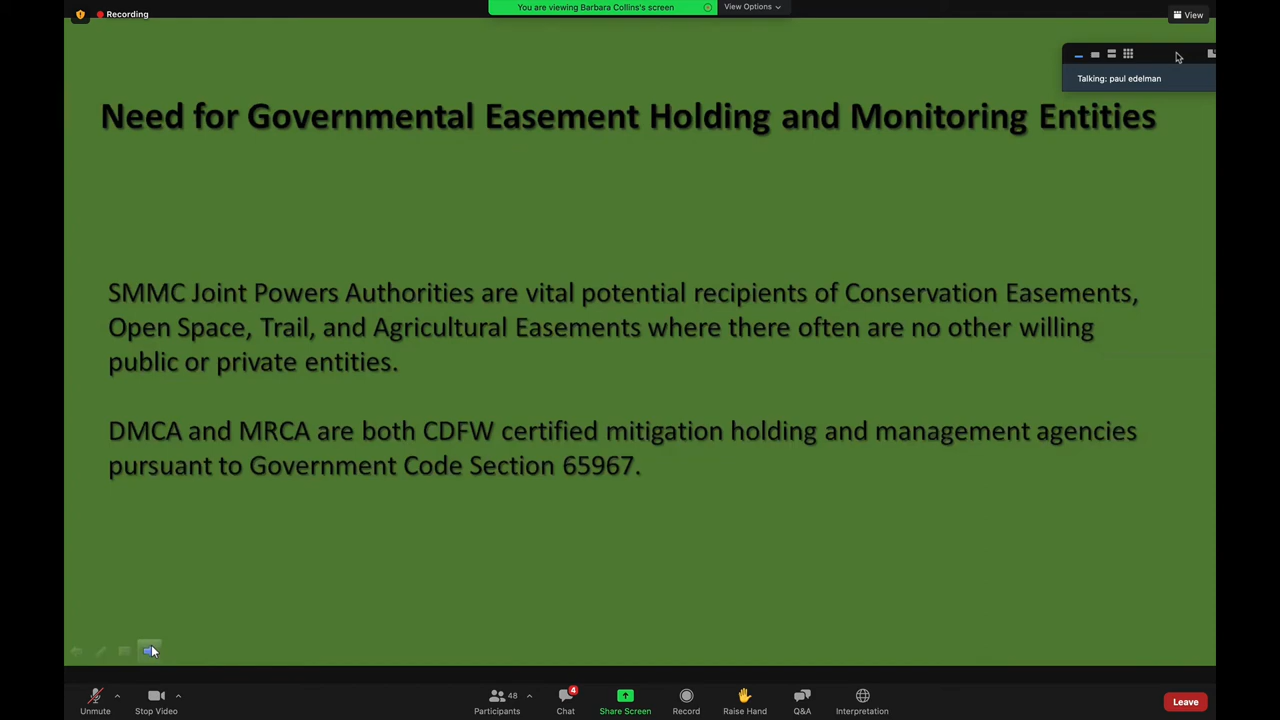 Recording
You are viewing Barbara Collins's screen
View Options
View
Talking: paul edelman
Need for Governmental Easement Holding and Monitoring Entities
SMMC Joint Powers Authorities are vital potential recipients of Conservation Easements,
Open Space, Trail, and Agricultural Easements where there often are no other willing
public or private entities.
DMCA and MRCA are both CDFW certified mitigation holding and management agencies
pursuant to Government Code Section 65967.
Unmute
Stop Video
48
Participants
4
Chat
Share Screen
Record
Raise Hand
Q&A
Interpretation
Leave